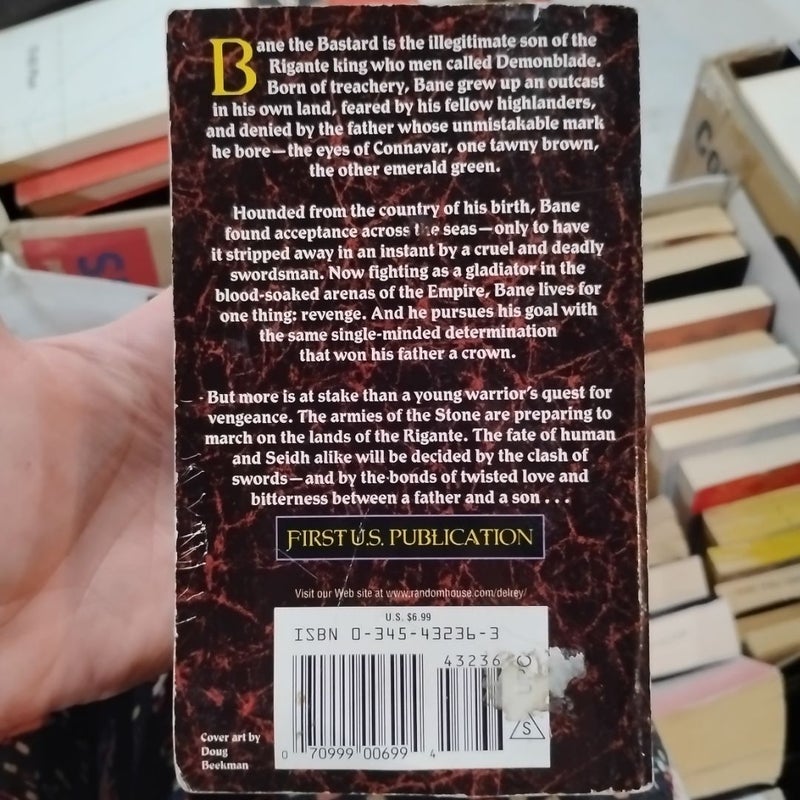 Bane the Bastard is the illegitimate son of the
Rigante king who men called Demonblade.
Born of treachery, Bane grew up an outcast
in his own land, feared by his fellow highlanders,
and denied by the father whose unmistakable mark
he bore—the eyes of Connavar, one tawny brown,
the other emerald green.
Hounded from the country of his birth, Bane
found acceptance across the seas—only to have
it stripped away in an instant by a cruel and deadly
swordsman. Now fighting as a gladiator in the
blood-soaked arenas of the Empire, Bane lives for
one thing: revenge. And he pursues his goal with
the same single-minded determination
that won his father a crown.
But more is at stake than a young warrior's quest for
vengeance. The armies of the Stone are preparing to
march on the lands of the Rigante. The fate of human
and Seidh alike will be decided by the clash of
swords—and by the bonds of twisted love and
bitterness between a father and a son . . .
FIRST U.S. PUBLICATION
Visit our Web site at www.randomhouse.com/delrey/
U.S. $6.99
ISBN 0-345-43236-3
43236
S
0 70999 00699 4
Cover art by
Doug
Beekman